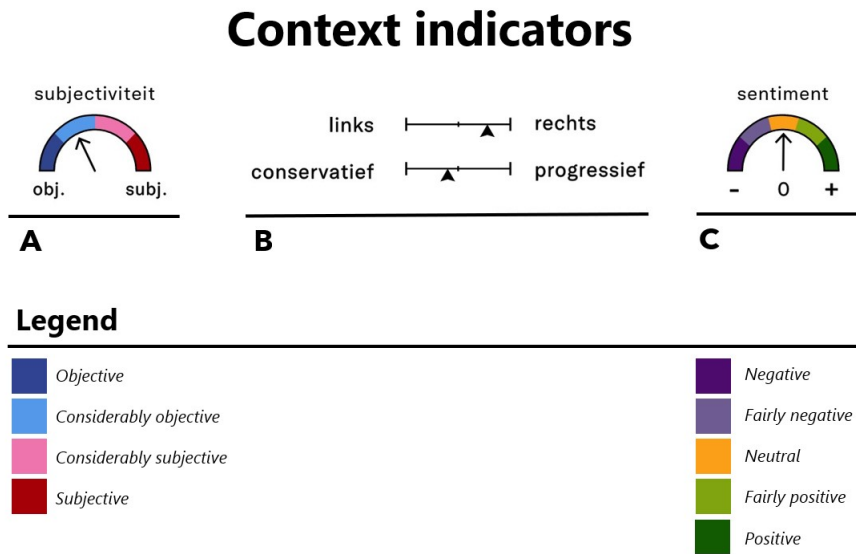 Context indicators
subjectiviteit
obj. subj.
A
links rechts
conservatief progressief
B
sentiment
- 0 +
C
Legend
Objective
Considerably objective
Considerably subjective
Subjective
Negative
Fairly negative
Neutral
Fairly positive
Positive